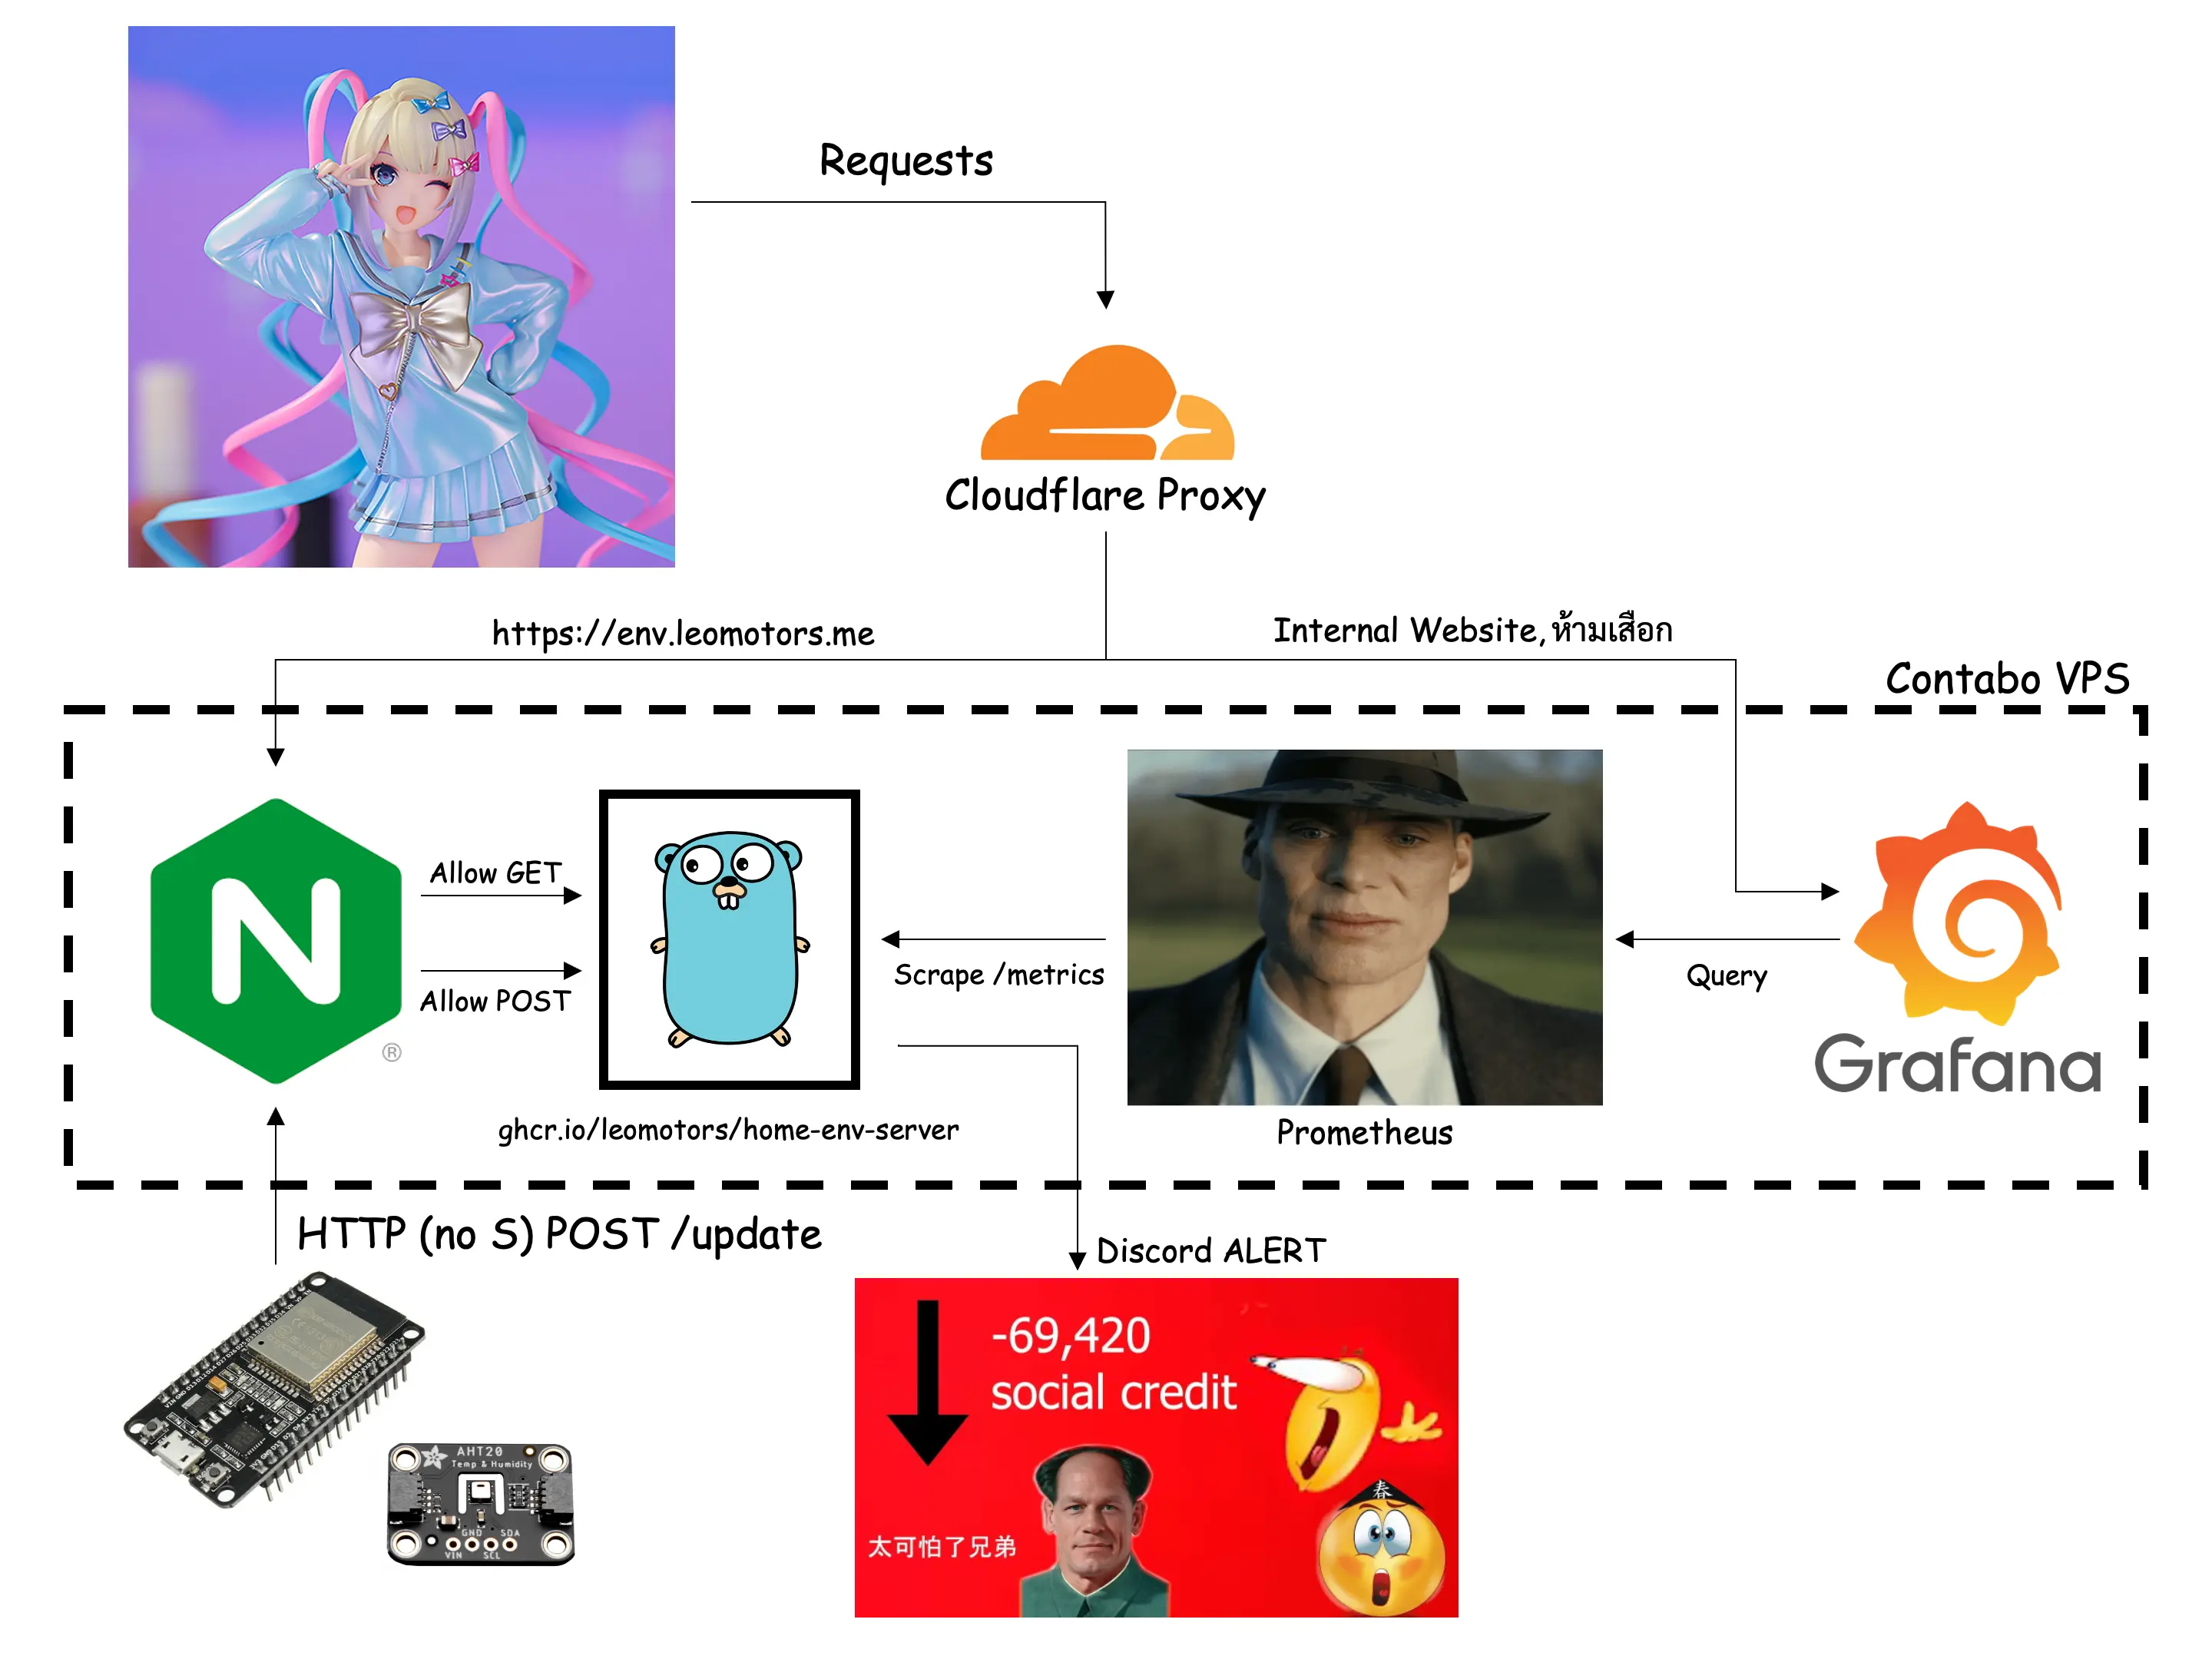 Requests
Cloudflare Proxy
https://env.leomotors.me
Internal Website, ห้ามเสือก
Contabo VPS
N
®
Allow GET
Allow POST
Scrape /metrics
Query
Grafana
ghcr.io/leomotors/home-env-server
Prometheus
HTTP (no S) POST /update
Discord ALERT
-69,420
social credit
春
太可怕了兄弟
AHT20
Temp & Humidity
GND SDA
VIN SCL